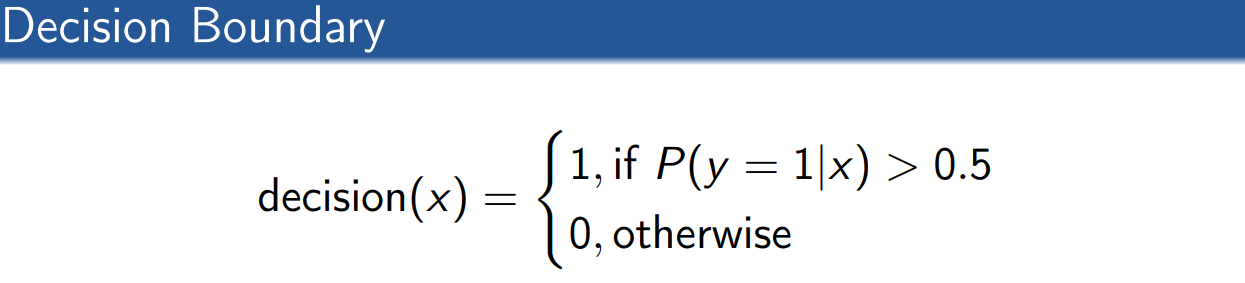 Decision Boundary
decision(x) = {1, if P(y = 1|x) > 0.5
0, otherwise